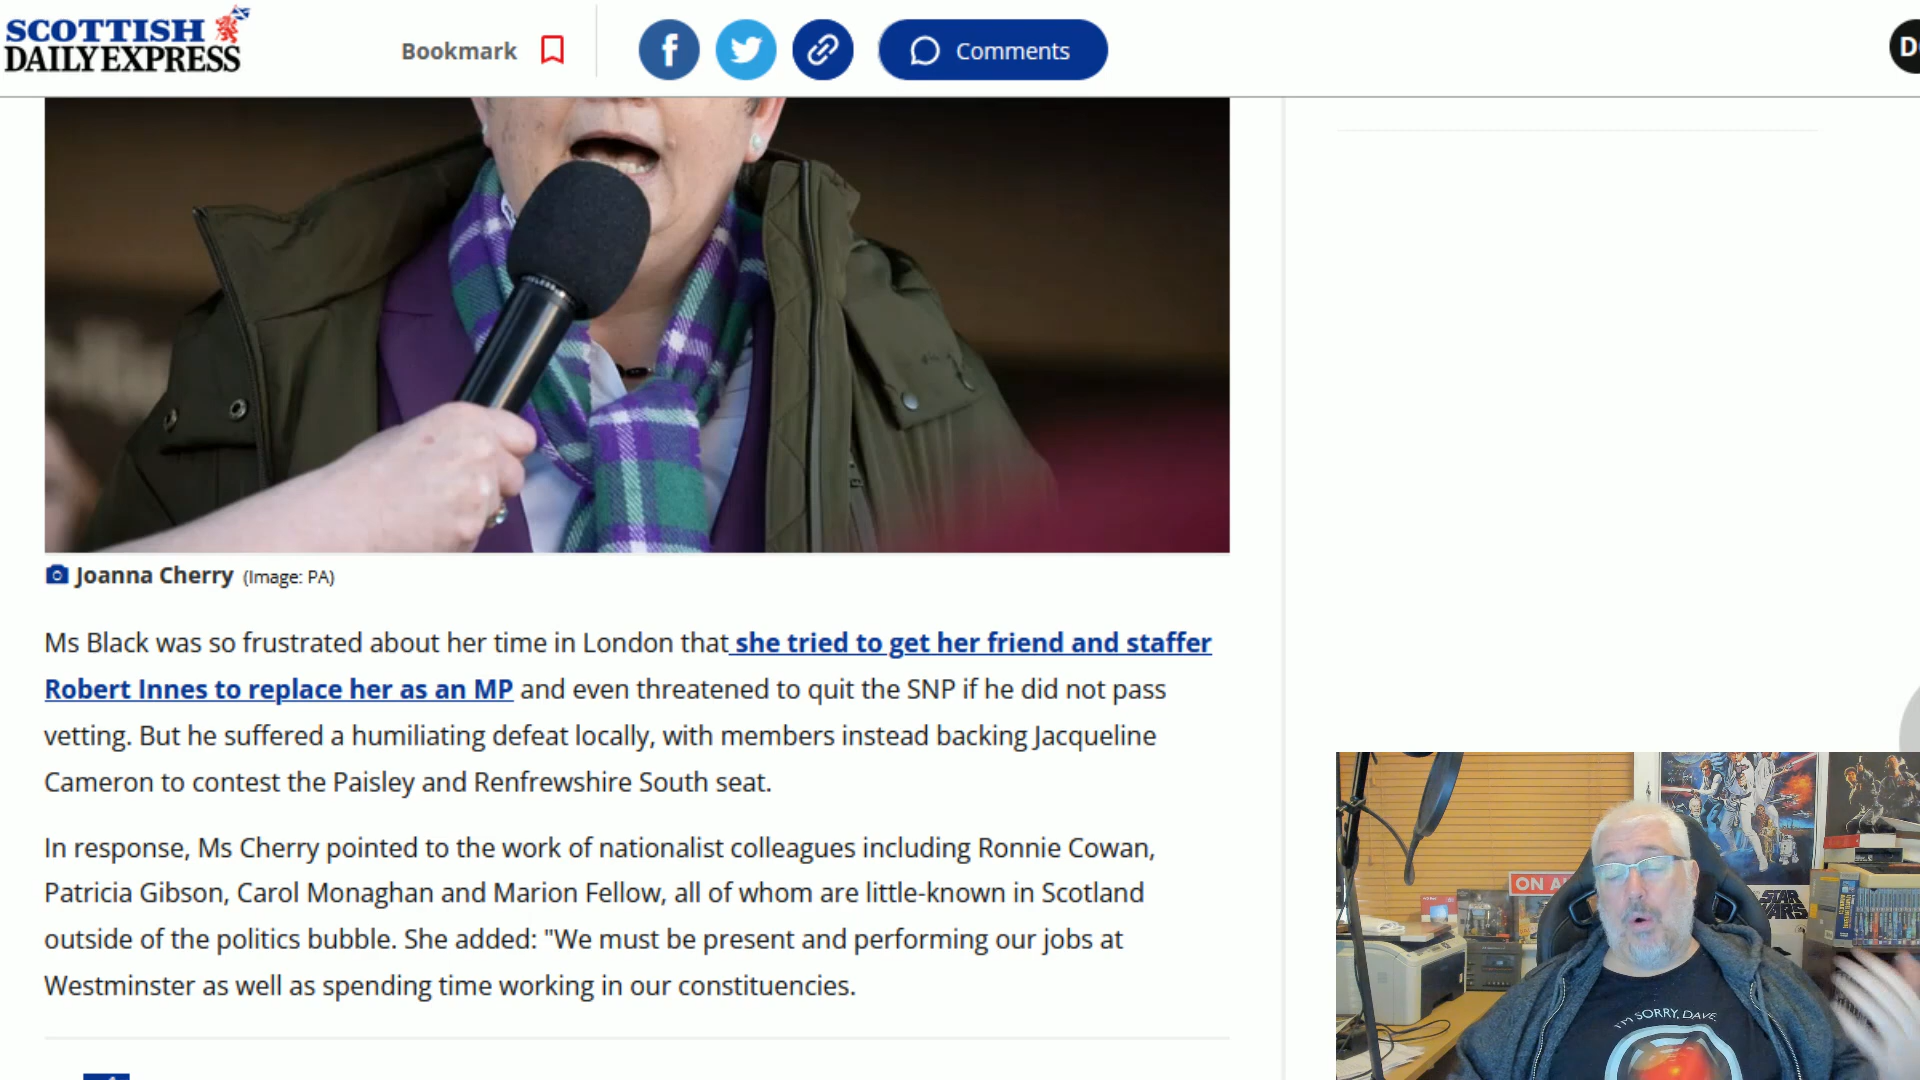 SCOTTISH
DAILY EXPRESS
Bookmark
Comments
D
Joanna Cherry (Image: PA)
Ms Black was so frustrated about her time in London that she tried to get her friend and staffer
Robert Innes to replace her as an MP and even threatened to quit the SNP if he did not pass
vetting. But he suffered a humiliating defeat locally, with members instead backing Jacqueline
Cameron to contest the Paisley and Renfrewshire South seat.
In response, Ms Cherry pointed to the work of nationalist colleagues including Ronnie Cowan,
Patricia Gibson, Carol Monaghan and Marion Fellow, all of whom are little-known in Scotland
outside of the politics bubble. She added: "We must be present and performing our jobs at
Westminster as well as spending time working in our constituencies.
ON A
STAR
WARS
I'M SORRY, DAVE